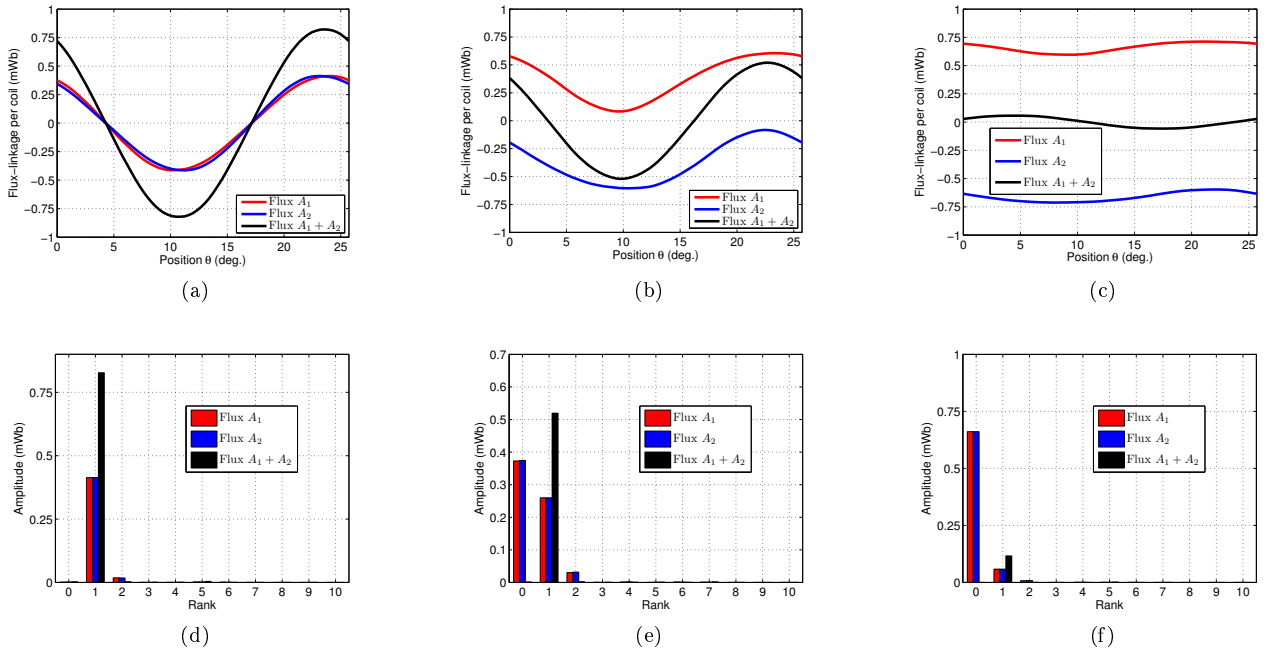 1
0.75
0.5
0.25
0
−0.25
−0.5
−0.75
−1
Flux−linkage per coil (mWb)
0 5 10 15 20 25
Position θ (deg.)
Flux A₁
Flux A₂
Flux A₁ + A₂
(a)
1
0.75
0.5
0.25
0
−0.25
−0.5
−0.75
−1
Flux−linkage per coil (mWb)
0 5 10 15 20 25
Position θ (deg.)
Flux A₁
Flux A₂
Flux A₁ + A₂
(b)
1
0.75
0.5
0.25
0
−0.25
−0.5
−0.75
−1
Flux−linkage per coil (mWb)
0 5 10 15 20 25
Position θ (deg.)
Flux A₁
Flux A₂
Flux A₁ + A₂
(c)
0.75
0.5
0.25
0
Amplitude (mWb)
0 1 2 3 4 5 6 7 8 9 10
Rank
Flux A₁
Flux A₂
Flux A₁ + A₂
(d)
0.7
0.6
0.5
0.4
0.3
0.2
0.1
0
Amplitude (mWb)
0 1 2 3 4 5 6 7 8 9 10
Rank
Flux A₁
Flux A₂
Flux A₁ + A₂
(e)
1
0.75
0.5
0.25
0
Amplitude (mWb)
0 1 2 3 4 5 6 7 8 9 10
Rank
Flux A₁
Flux A₂
Flux A₁ + A₂
(f)